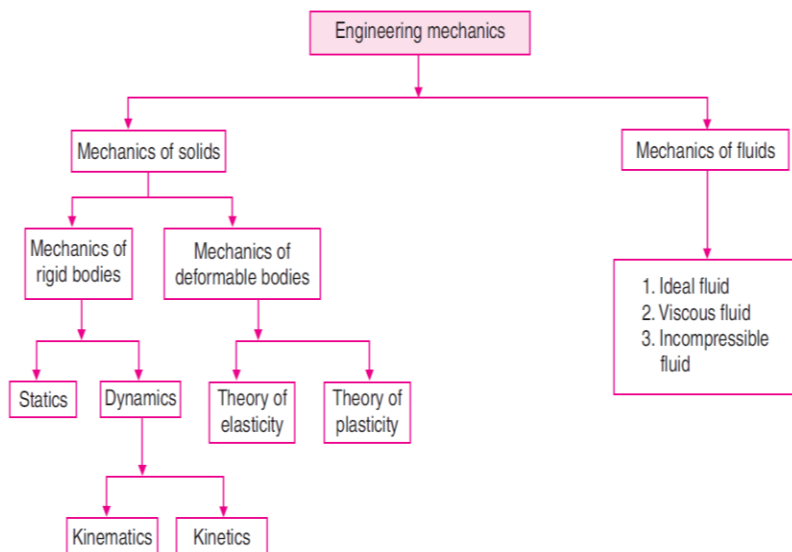 Engineering mechanics
Mechanics of solids
Mechanics of fluids
Mechanics of
rigid bodies
Mechanics of
deformable bodies
1. Ideal fluid
2. Viscous fluid
3. Incompressible
fluid
Statics
Dynamics
Theory of
elasticity
Theory of
plasticity
Kinematics
Kinetics